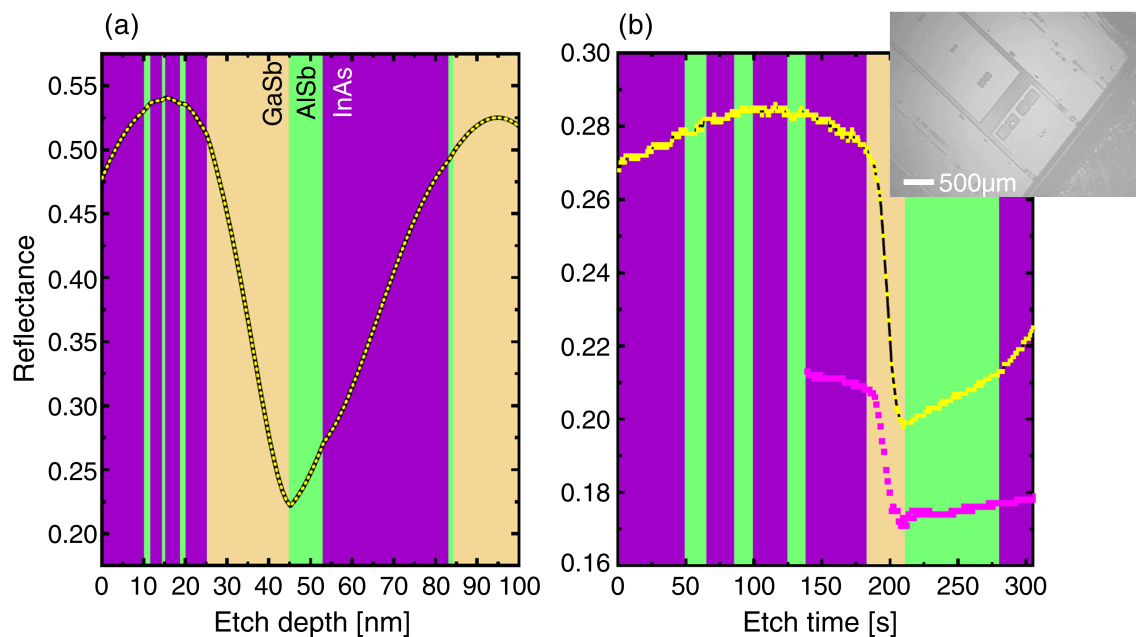 (a)
(b)
0.55
0.50
0.45
0.40
0.35
0.30
0.25
0.20
Reflectance
GaSb
AlSb
InAs
0 10 20 30 40 50 60 70 80 90 100
Etch depth [nm]
0.30
0.28
0.26
0.24
0.22
0.20
0.18
0.16
500μm
0 50 100 150 200 250 300
Etch time [s]